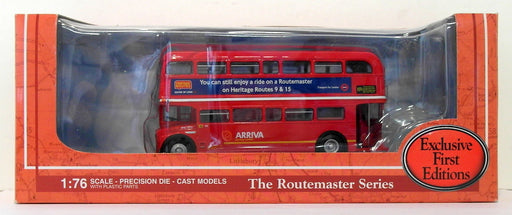 You can still enjoy a ride on a Routemaster
on Heritage Routes 9 & 15
ARRIVA
Exclusive
First
Editions
1:76 SCALE - PRECISION DIE - CAST MODELS
WITH PLASTIC PARTS
The Routemaster Series